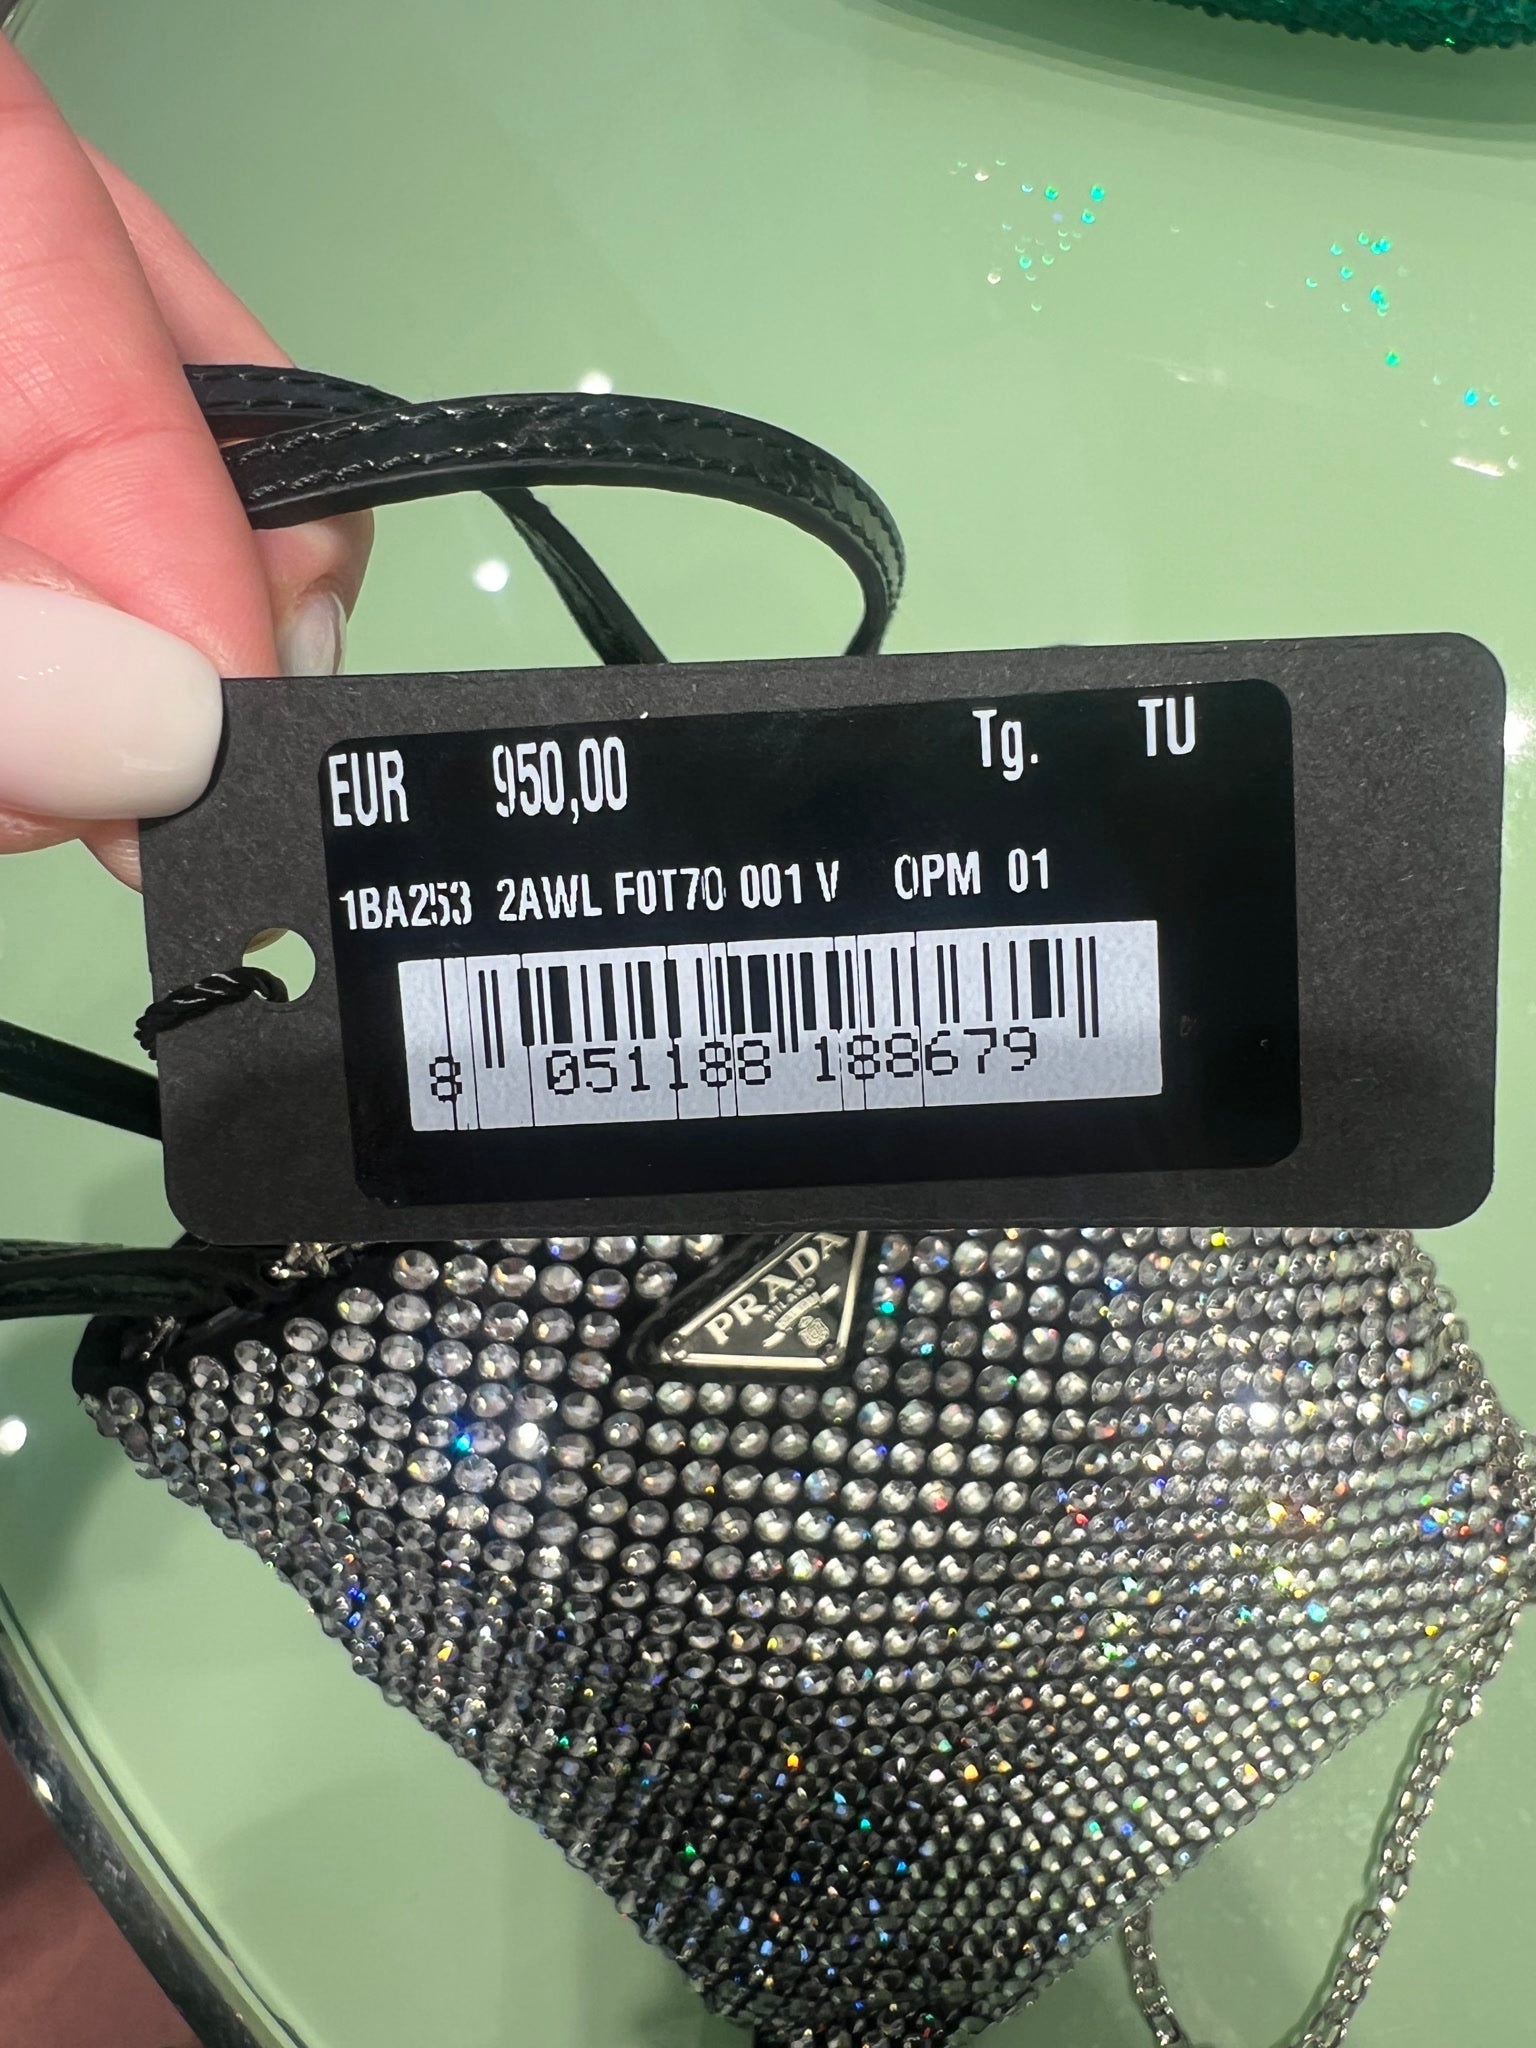 EUR 950,00 Tg. TU
1BA253 2AWL F0T70 001 V OPM 01
8 051188 188679
PRADA
MILANO